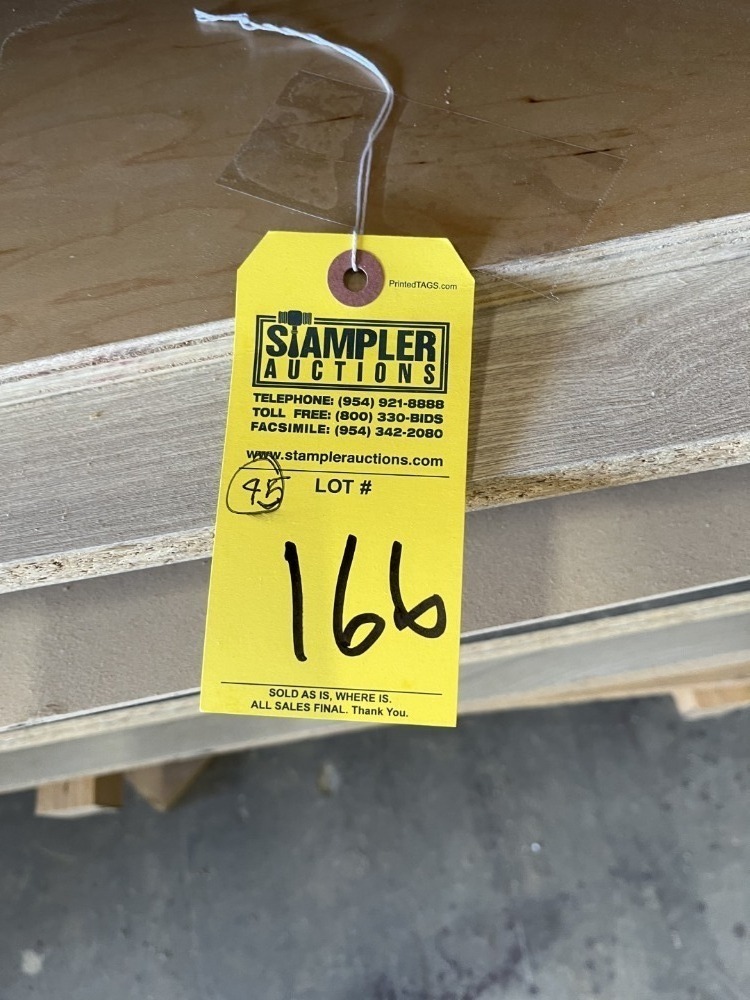 PrintedTAGS.com
STAMPLER
AUCTIONS
TELEPHONE: (954) 921-8888
TOLL FREE: (800) 330-BIDS
FACSIMILE: (954) 342-2080
www.stamplerauctions.com
45 LOT #
166
SOLD AS IS, WHERE IS.
ALL SALES FINAL. Thank You.